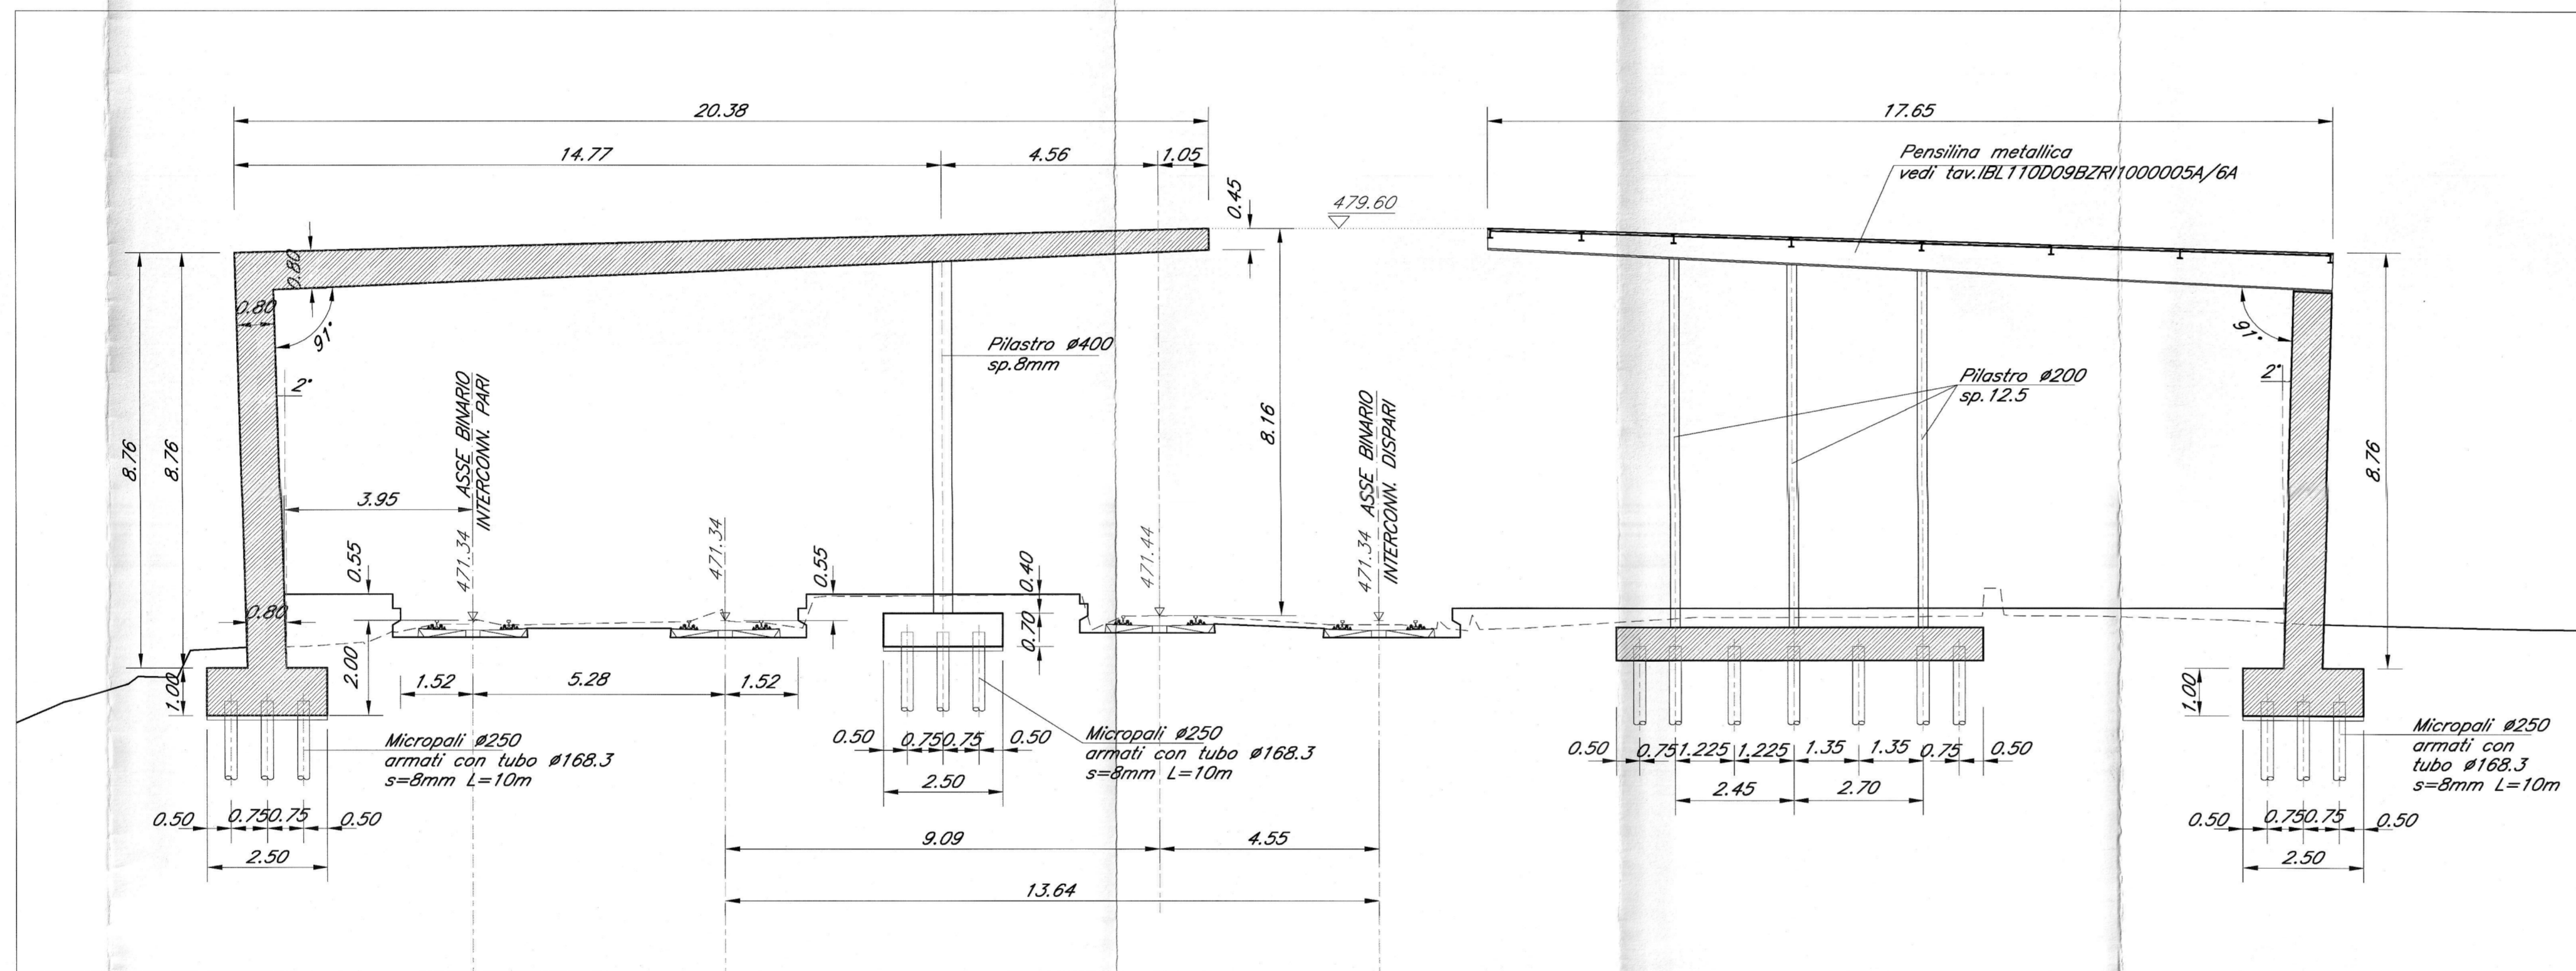 20.38
17.65
14.77
4.56
1.05
Pensilina metallica
vedi tav.IBL110D09BZRI1000005A/6A
0.45
479.60
0.80
0.80
91°
2°
8.76
8.76
3.95
471.34 ASSE BINARIO
INTERCONN. PARI
471.34
Pilastro ø400
sp.8mm
8.16
471.44
471.34 ASSE BINARIO
INTERCONN. DISPARI
Pilastro ø200
sp.12.5
91°
2°
8.76
0.55
0.55
0.40
0.70
0.80
2.00
1.00
1.00
1.52
5.28
1.52
Micropali ø250
armati con tubo ø168.3
s=8mm L=10m
0.50
0.75
0.75
0.50
2.50
0.50
0.75
0.75
0.50
2.50
Micropali ø250
armati con tubo ø168.3
s=8mm L=10m
0.50
0.75
1.225
1.225
1.35
1.35
0.75
0.50
2.45
2.70
Micropali ø250
armati con
tubo ø168.3
s=8mm L=10m
0.50
0.75
0.75
0.50
2.50
9.09
4.55
13.64